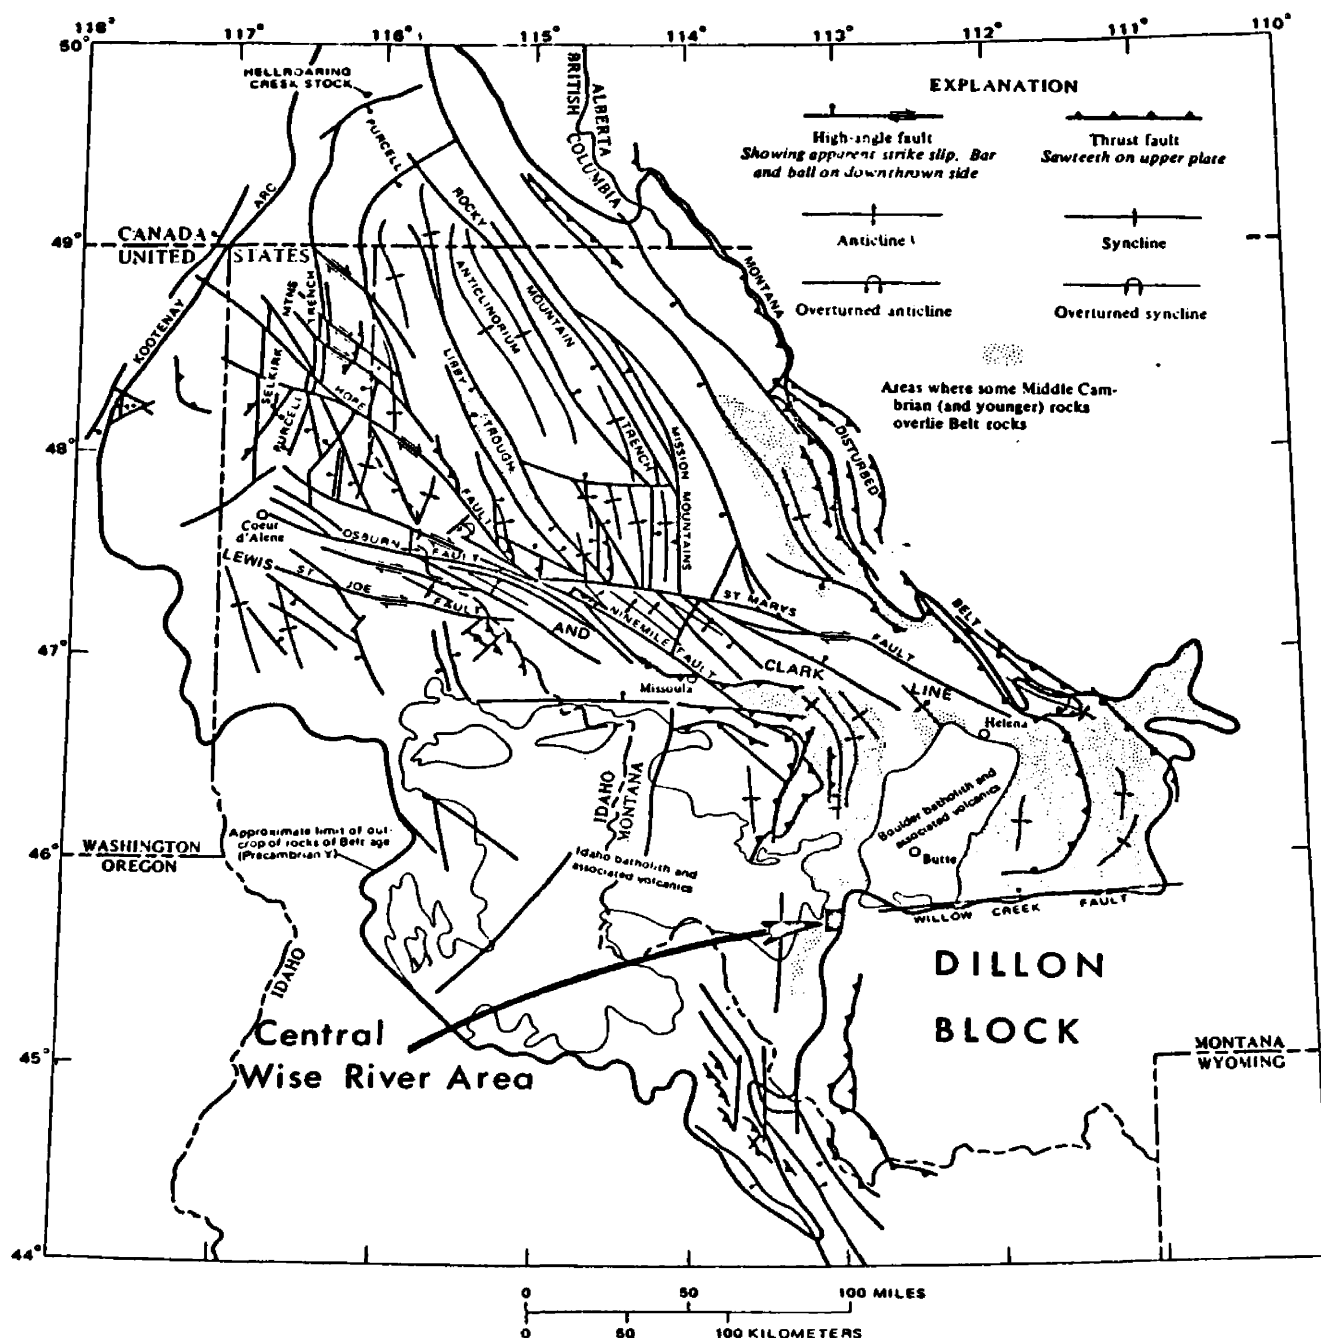 118° 117° 116° 115° 114° 113° 112° 111° 110°
50°
HELLROARING
CREEK STOCK
PURCELL
BRITISH
COLUMBIA
ALBERTA
EXPLANATION
High-angle fault
Showing apparent strike slip. Bar
and ball on downthrown side
Thrust fault
Sawteeth on upper plate
Anticline
Syncline
Overturned anticline
Overturned syncline
Areas where some Middle Cam-
brian (and younger) rocks
overlie Belt rocks
49°
CANADA
UNITED STATES
KOOTENAY ARC
SELKIRK MTNS
PURCELL TRENCH
ANTICLINORIUM
ROCKY MOUNTAIN TRENCH
LIBBY TROUGH
MISSION MOUNTAINS
MONTANA DISTURBED BELT
HOPE FAULT
48°
Coeur
d'Alene
OSBURN FAULT
LEWIS AND CLARK LINE
ST JOE FAULT
NINEMILE FAULT
ST MARYS FAULT
47°
Missoula
Helena
IDAHO
MONTANA
Boulder batholith and
associated volcanics
Butte
WASHINGTON
OREGON
46°
Approximate limit of out-
crop of rocks of Belt age
(Precambrian Y)
Idaho batholith and
associated volcanics
WILLOW CREEK FAULT
IDAHO
DILLON
BLOCK
Central
Wise River Area
45°
MONTANA
WYOMING
44°
0 50 100 MILES
0 50 100 KILOMETERS